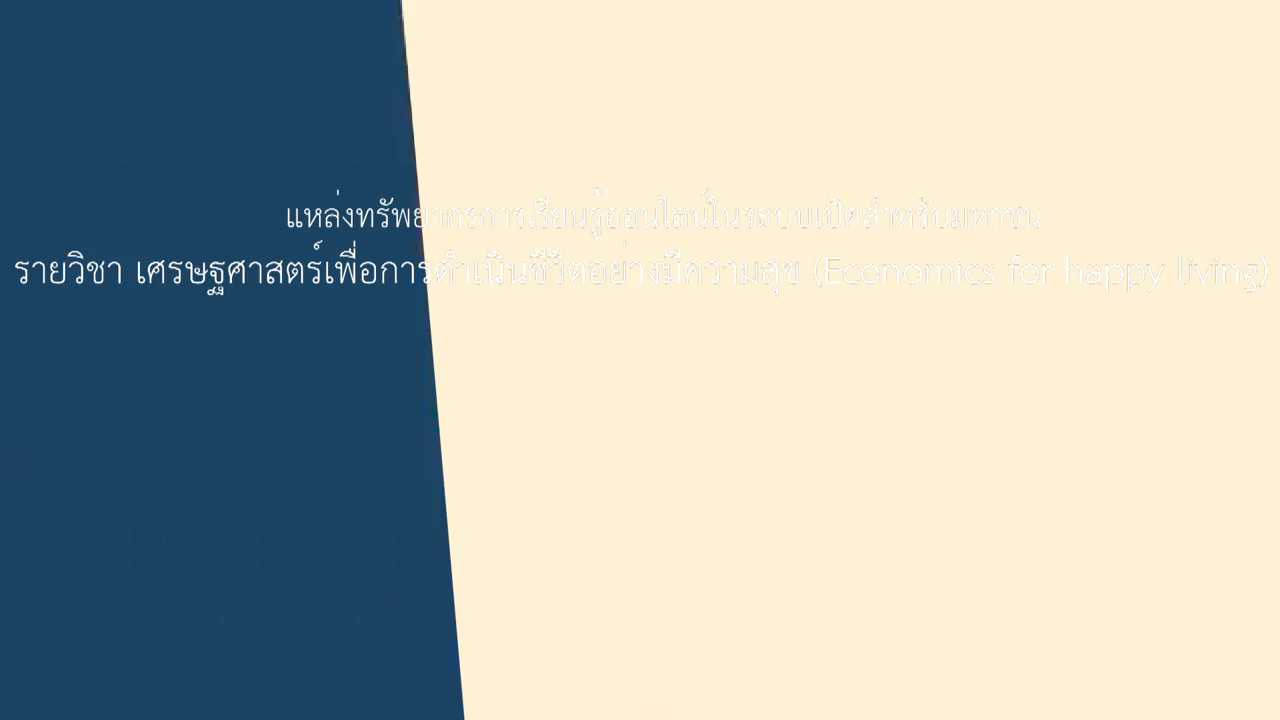 แหล่งทรัพยากรการเรียนรู้ออนไลน์ในระบบเปิดสำหรับมหาชน
รายวิชา เศรษฐศาสตร์เพื่อการดำเนินชีวิตอย่างมีความสุข (Economics for happy living)